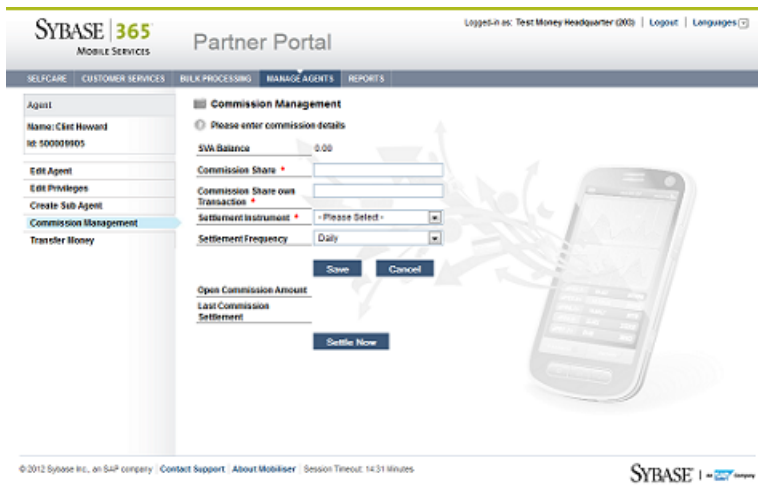 SYBASE 365
MOBILE SERVICES
Partner Portal
Logged-in as: Test Money Headquarter (200) | Logout | Languages
SELFCARE CUSTOMER SERVICES BULK PROCESSING MANAGE AGENTS REPORTS
Agent
Name: Clint Howard
Id: 500009905
Edit Agent
Edit Privileges
Create Sub Agent
Commission Management
Transfer Money
Commission Management
Please enter commission details
SVA Balance 0.00
Commission Share *
Commission Share own
Transaction *
Settlement Instrument * - Please Select -
Settlement Frequency Daily
Save Cancel
Open Commission Amount
Last Commission
Settlement
Settle Now
© 2012 Sybase Inc., an SAP company | Contact Support | About Mobiliser | Session Timeout: 14:31 Minutes
SYBASE | An SAP Company